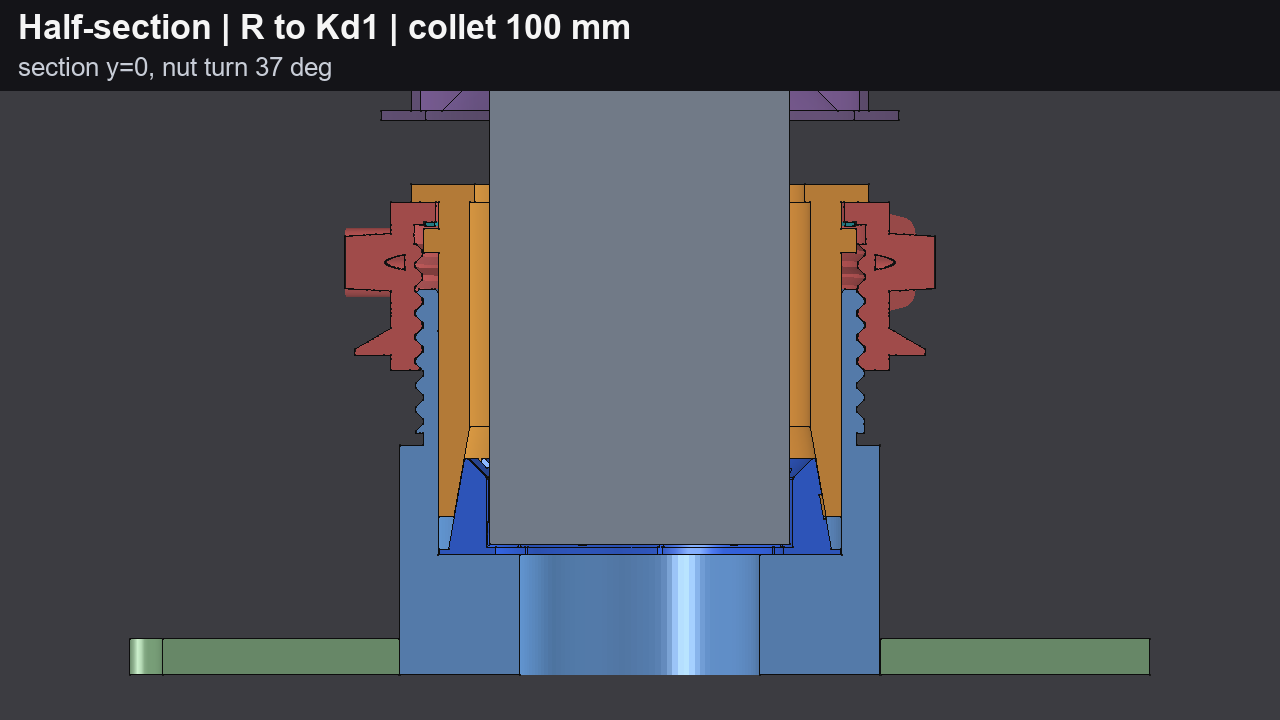 Half-section | R to Kd1 | collet 100 mm
section y=0, nut turn 37 deg